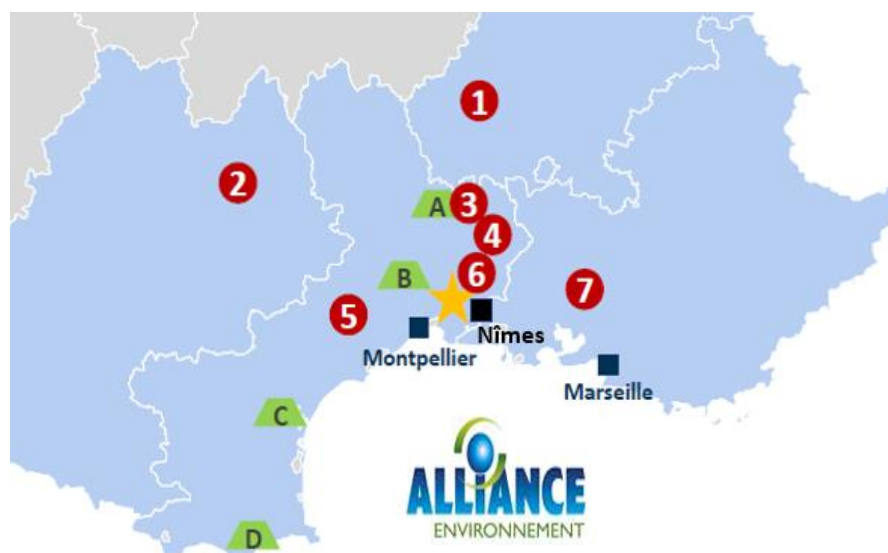 1
2
A
3
4
B
6
7
5
Nîmes
Montpellier
Marseille
C
ALLiANCE
ENVIRONNEMENT
D